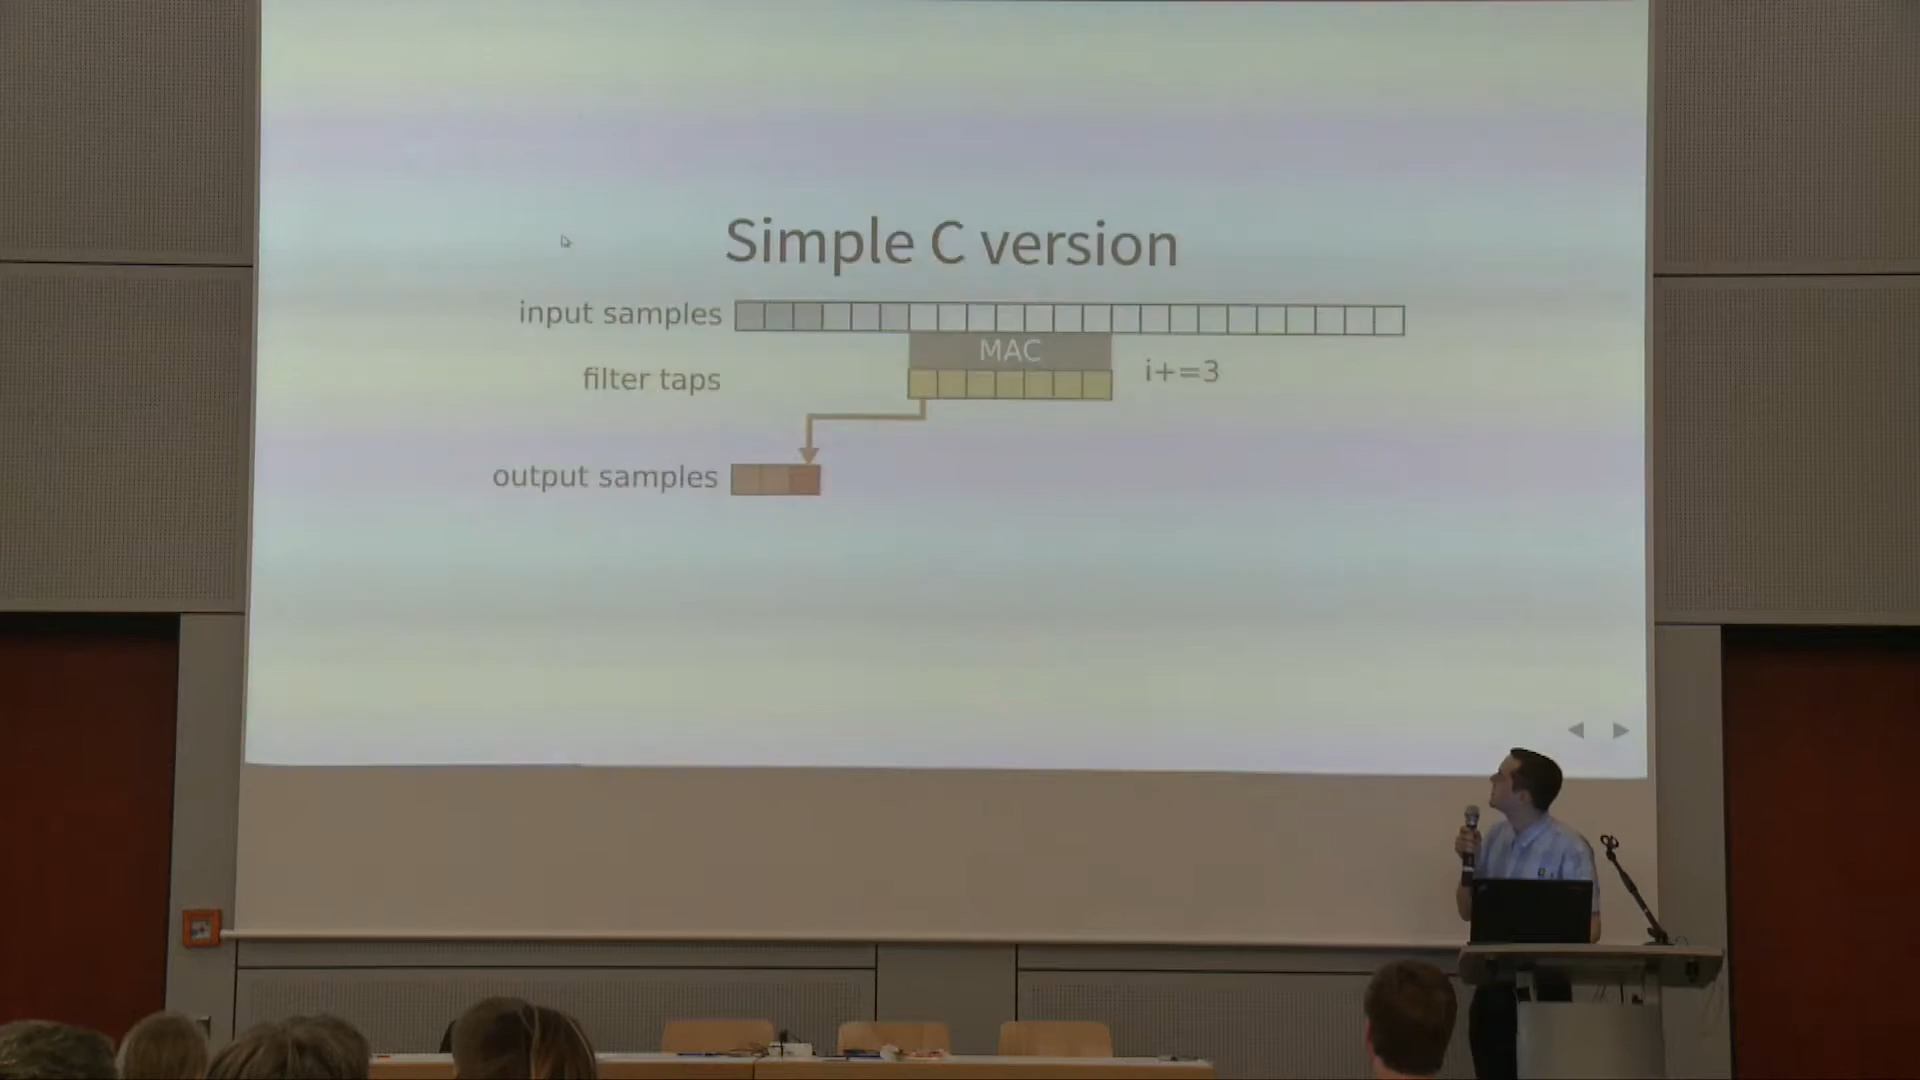 Simple C version
input samples
MAC
filter taps
i+=3
output samples